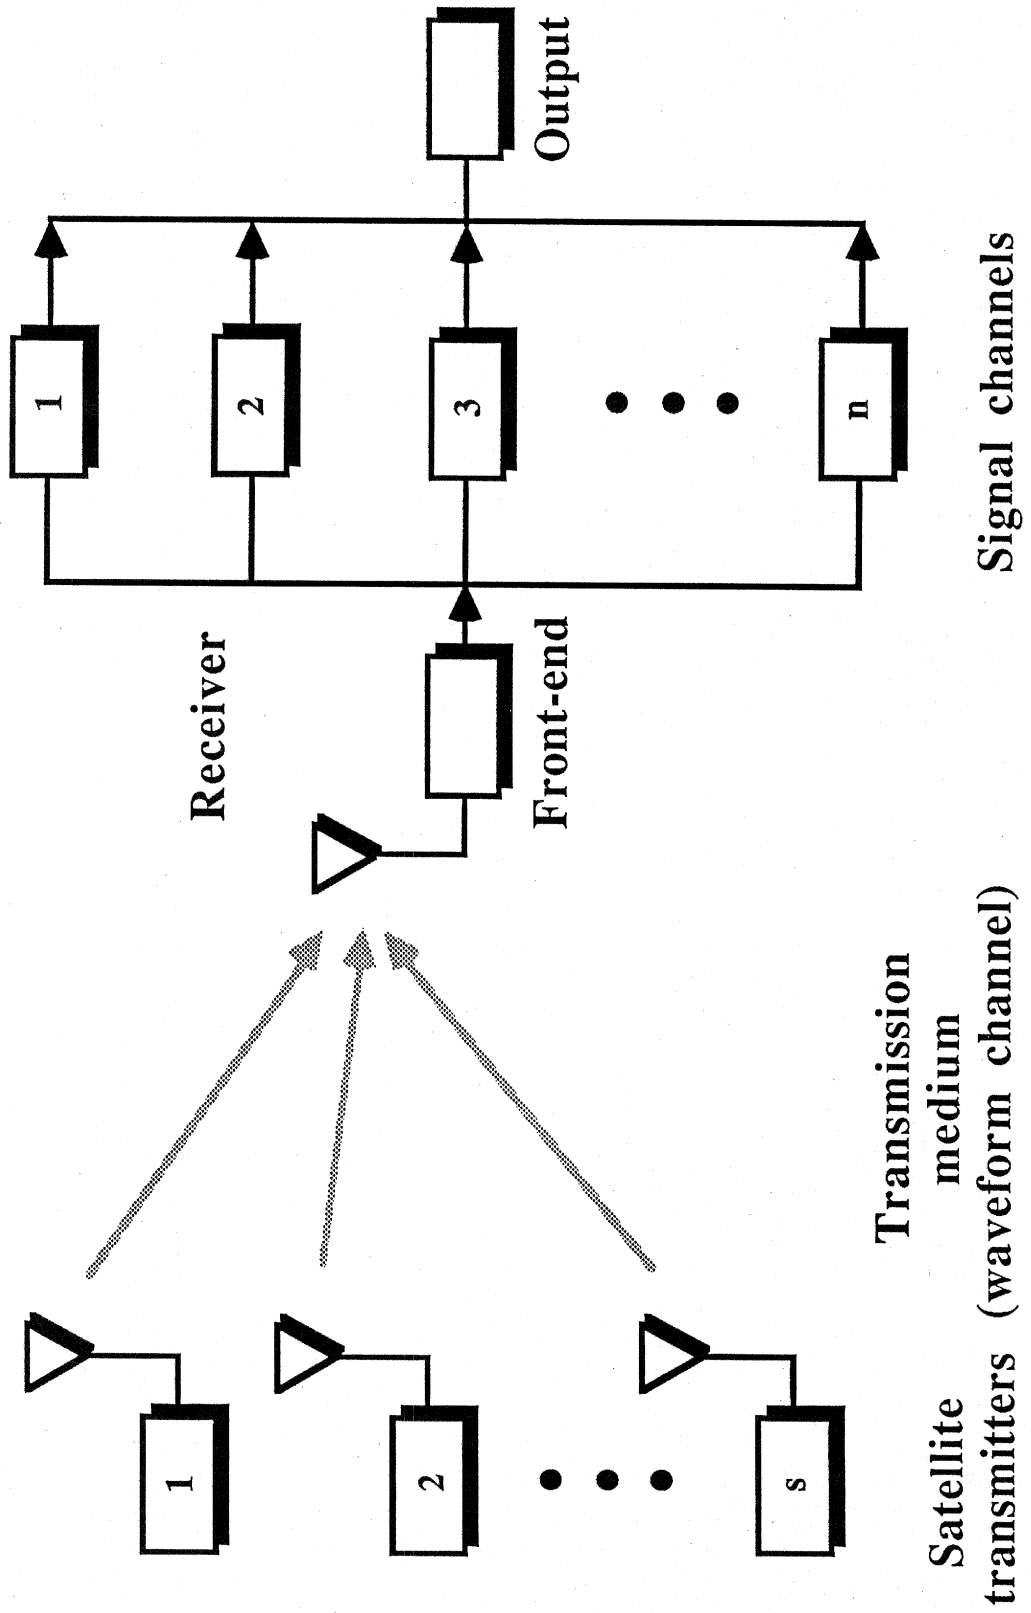 1
2
s
Satellite
transmitters
Transmission
medium
(waveform channel)
Receiver
Front-end
1
2
3
n
Signal channels
Output